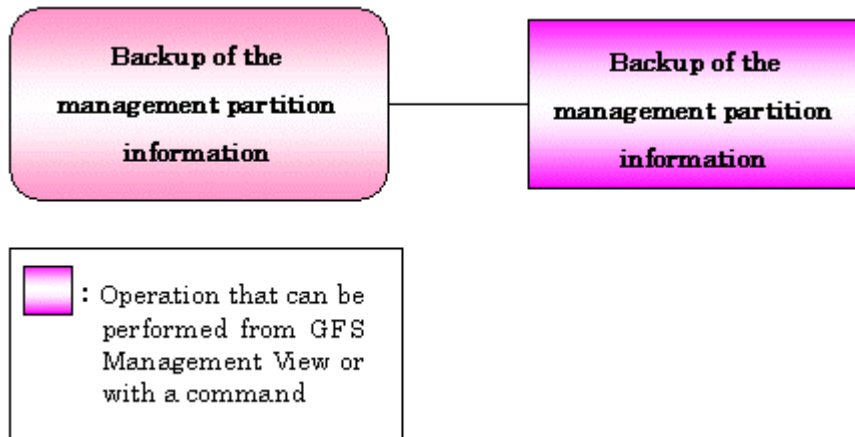 Backup of the
management partition
information
Backup of the
management partition
information
: Operation that can be
performed from GFS
Management View or
with a command